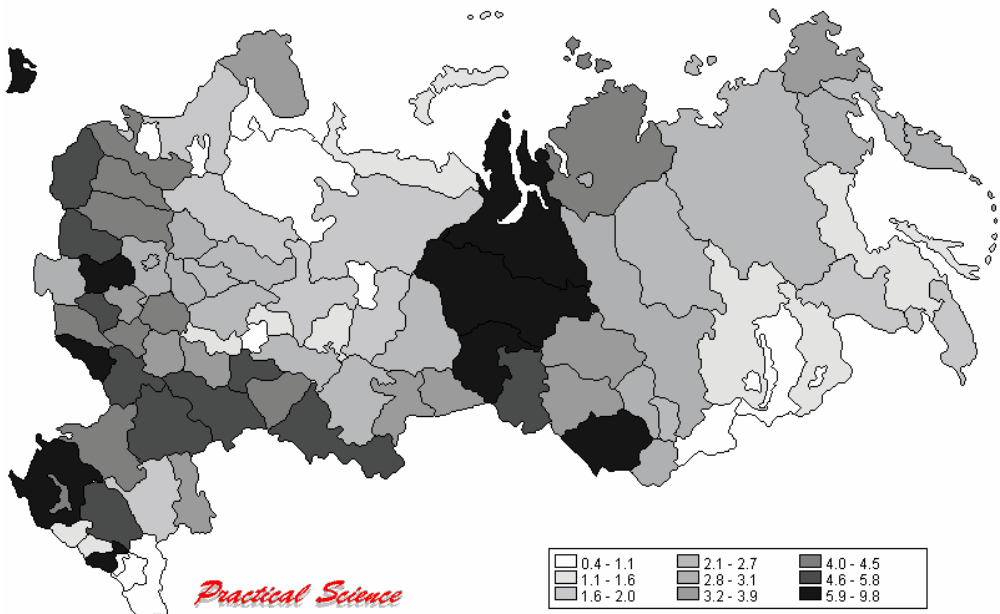 0.4 - 1.1 2.1 - 2.7 4.0 - 4.5
1.1 - 1.6 2.8 - 3.1 4.6 - 5.8
1.6 - 2.0 3.2 - 3.9 5.9 - 9.8
Practical Science